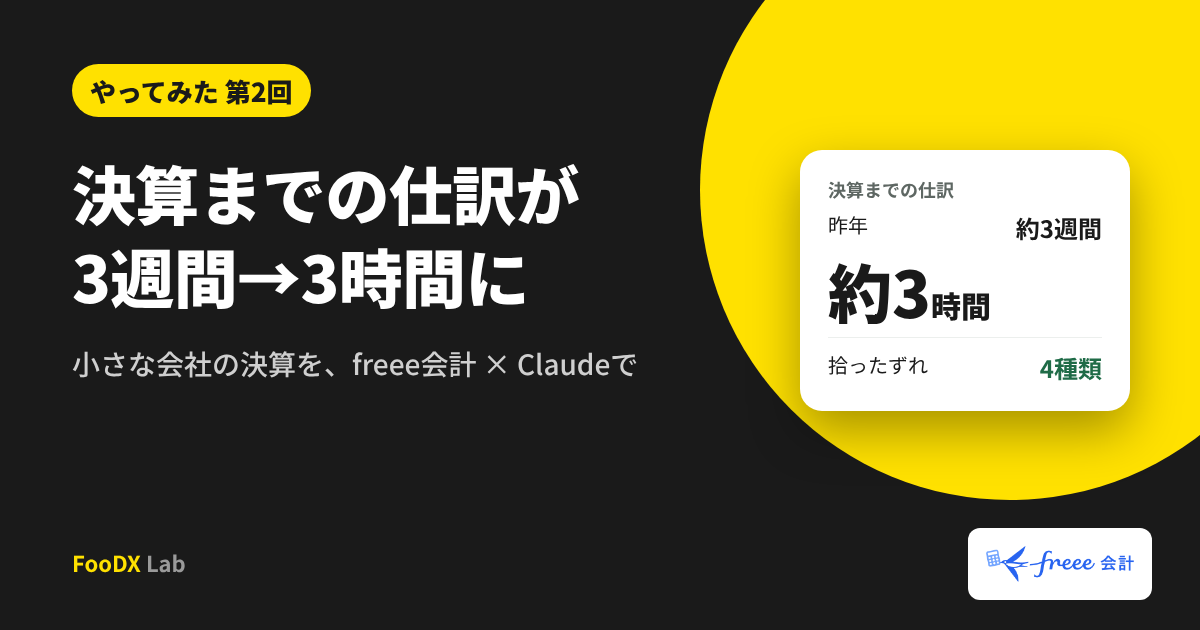 やってみた 第2回
決算までの仕訳が
3週間→3時間に
小さな会社の決算を、freee会計 × Claudeで
決算までの仕訳
昨年 約3週間
約3時間
拾ったずれ 4種類
FooDX Lab
freee 会計